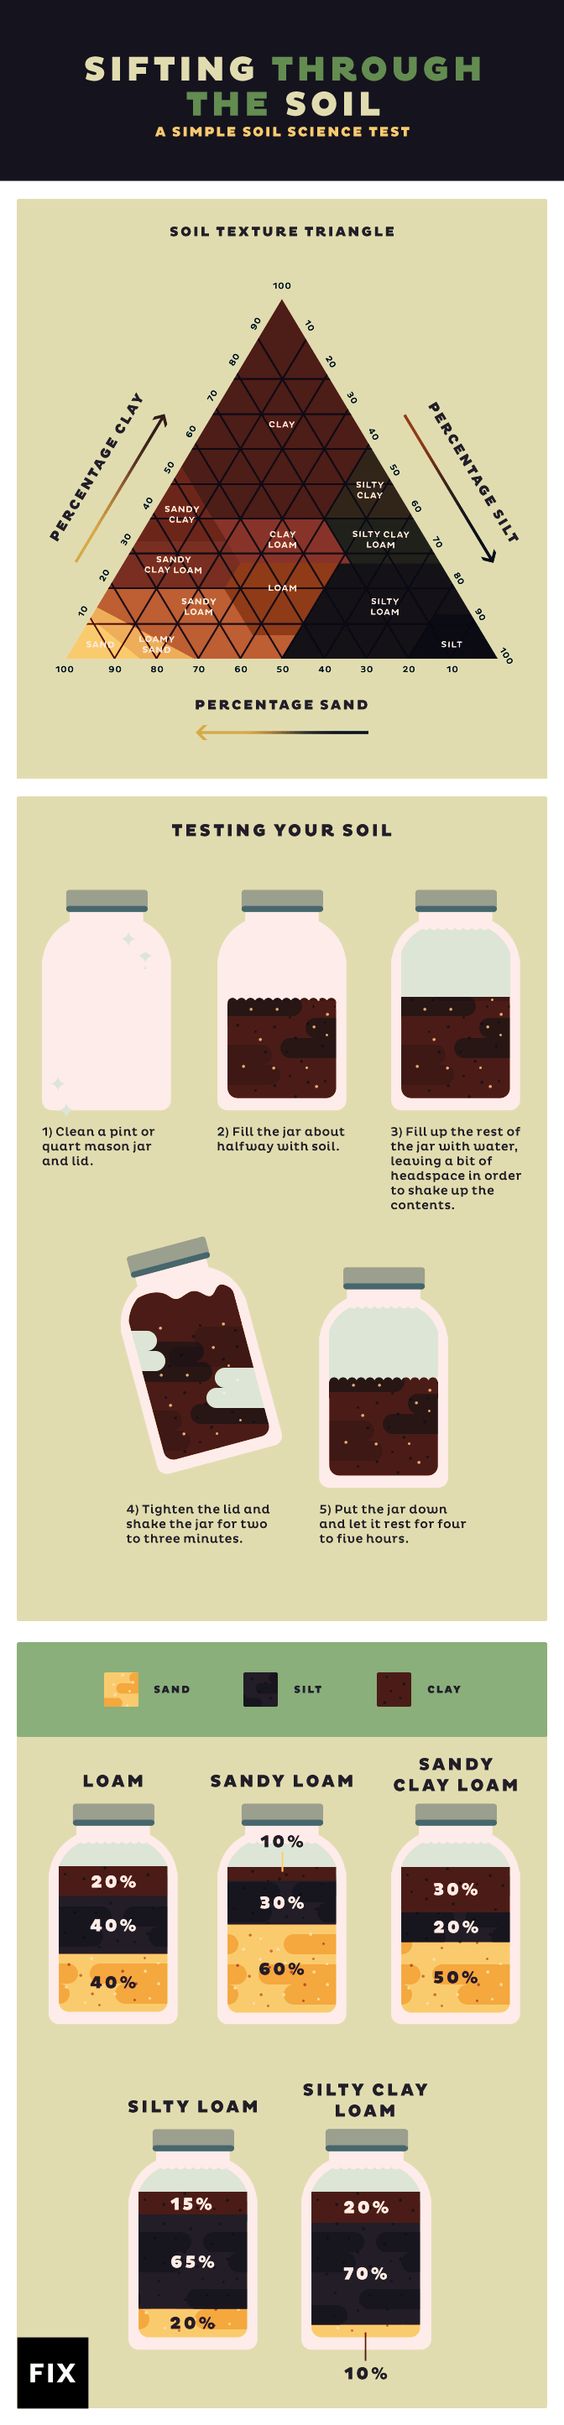 SIFTING THROUGH
THE SOIL
A SIMPLE SOIL SCIENCE TEST
SOIL TEXTURE TRIANGLE
100
90
10
80
20
70
30
60
40
CLAY
50
50
PERCENTAGE CLAY
PERCENTAGE SILT
40
60
SILTY
CLAY
SANDY
CLAY
30
70
CLAY
LOAM
SILTY CLAY
LOAM
SANDY
CLAY LOAM
20
80
LOAM
10
90
SANDY
LOAM
SILTY
LOAM
SAND
LOAMY
SAND
SILT
100
100
90
80
70
60
50
40
30
20
10
PERCENTAGE SAND
TESTING YOUR SOIL
1) Clean a pint or
quart mason jar
and lid.
2) Fill the jar about
halfway with soil.
3) Fill up the rest of
the jar with water,
leaving a bit of
headspace in order
to shake up the
contents.
4) Tighten the lid and
shake the jar for two
to three minutes.
5) Put the jar down
and let it rest for four
to five hours.
SAND
SILT
CLAY
LOAM
20%
40%
40%
SANDY LOAM
10%
30%
60%
SANDY
CLAY LOAM
30%
20%
50%
SILTY LOAM
15%
65%
20%
SILTY CLAY
LOAM
20%
70%
10%
FIX